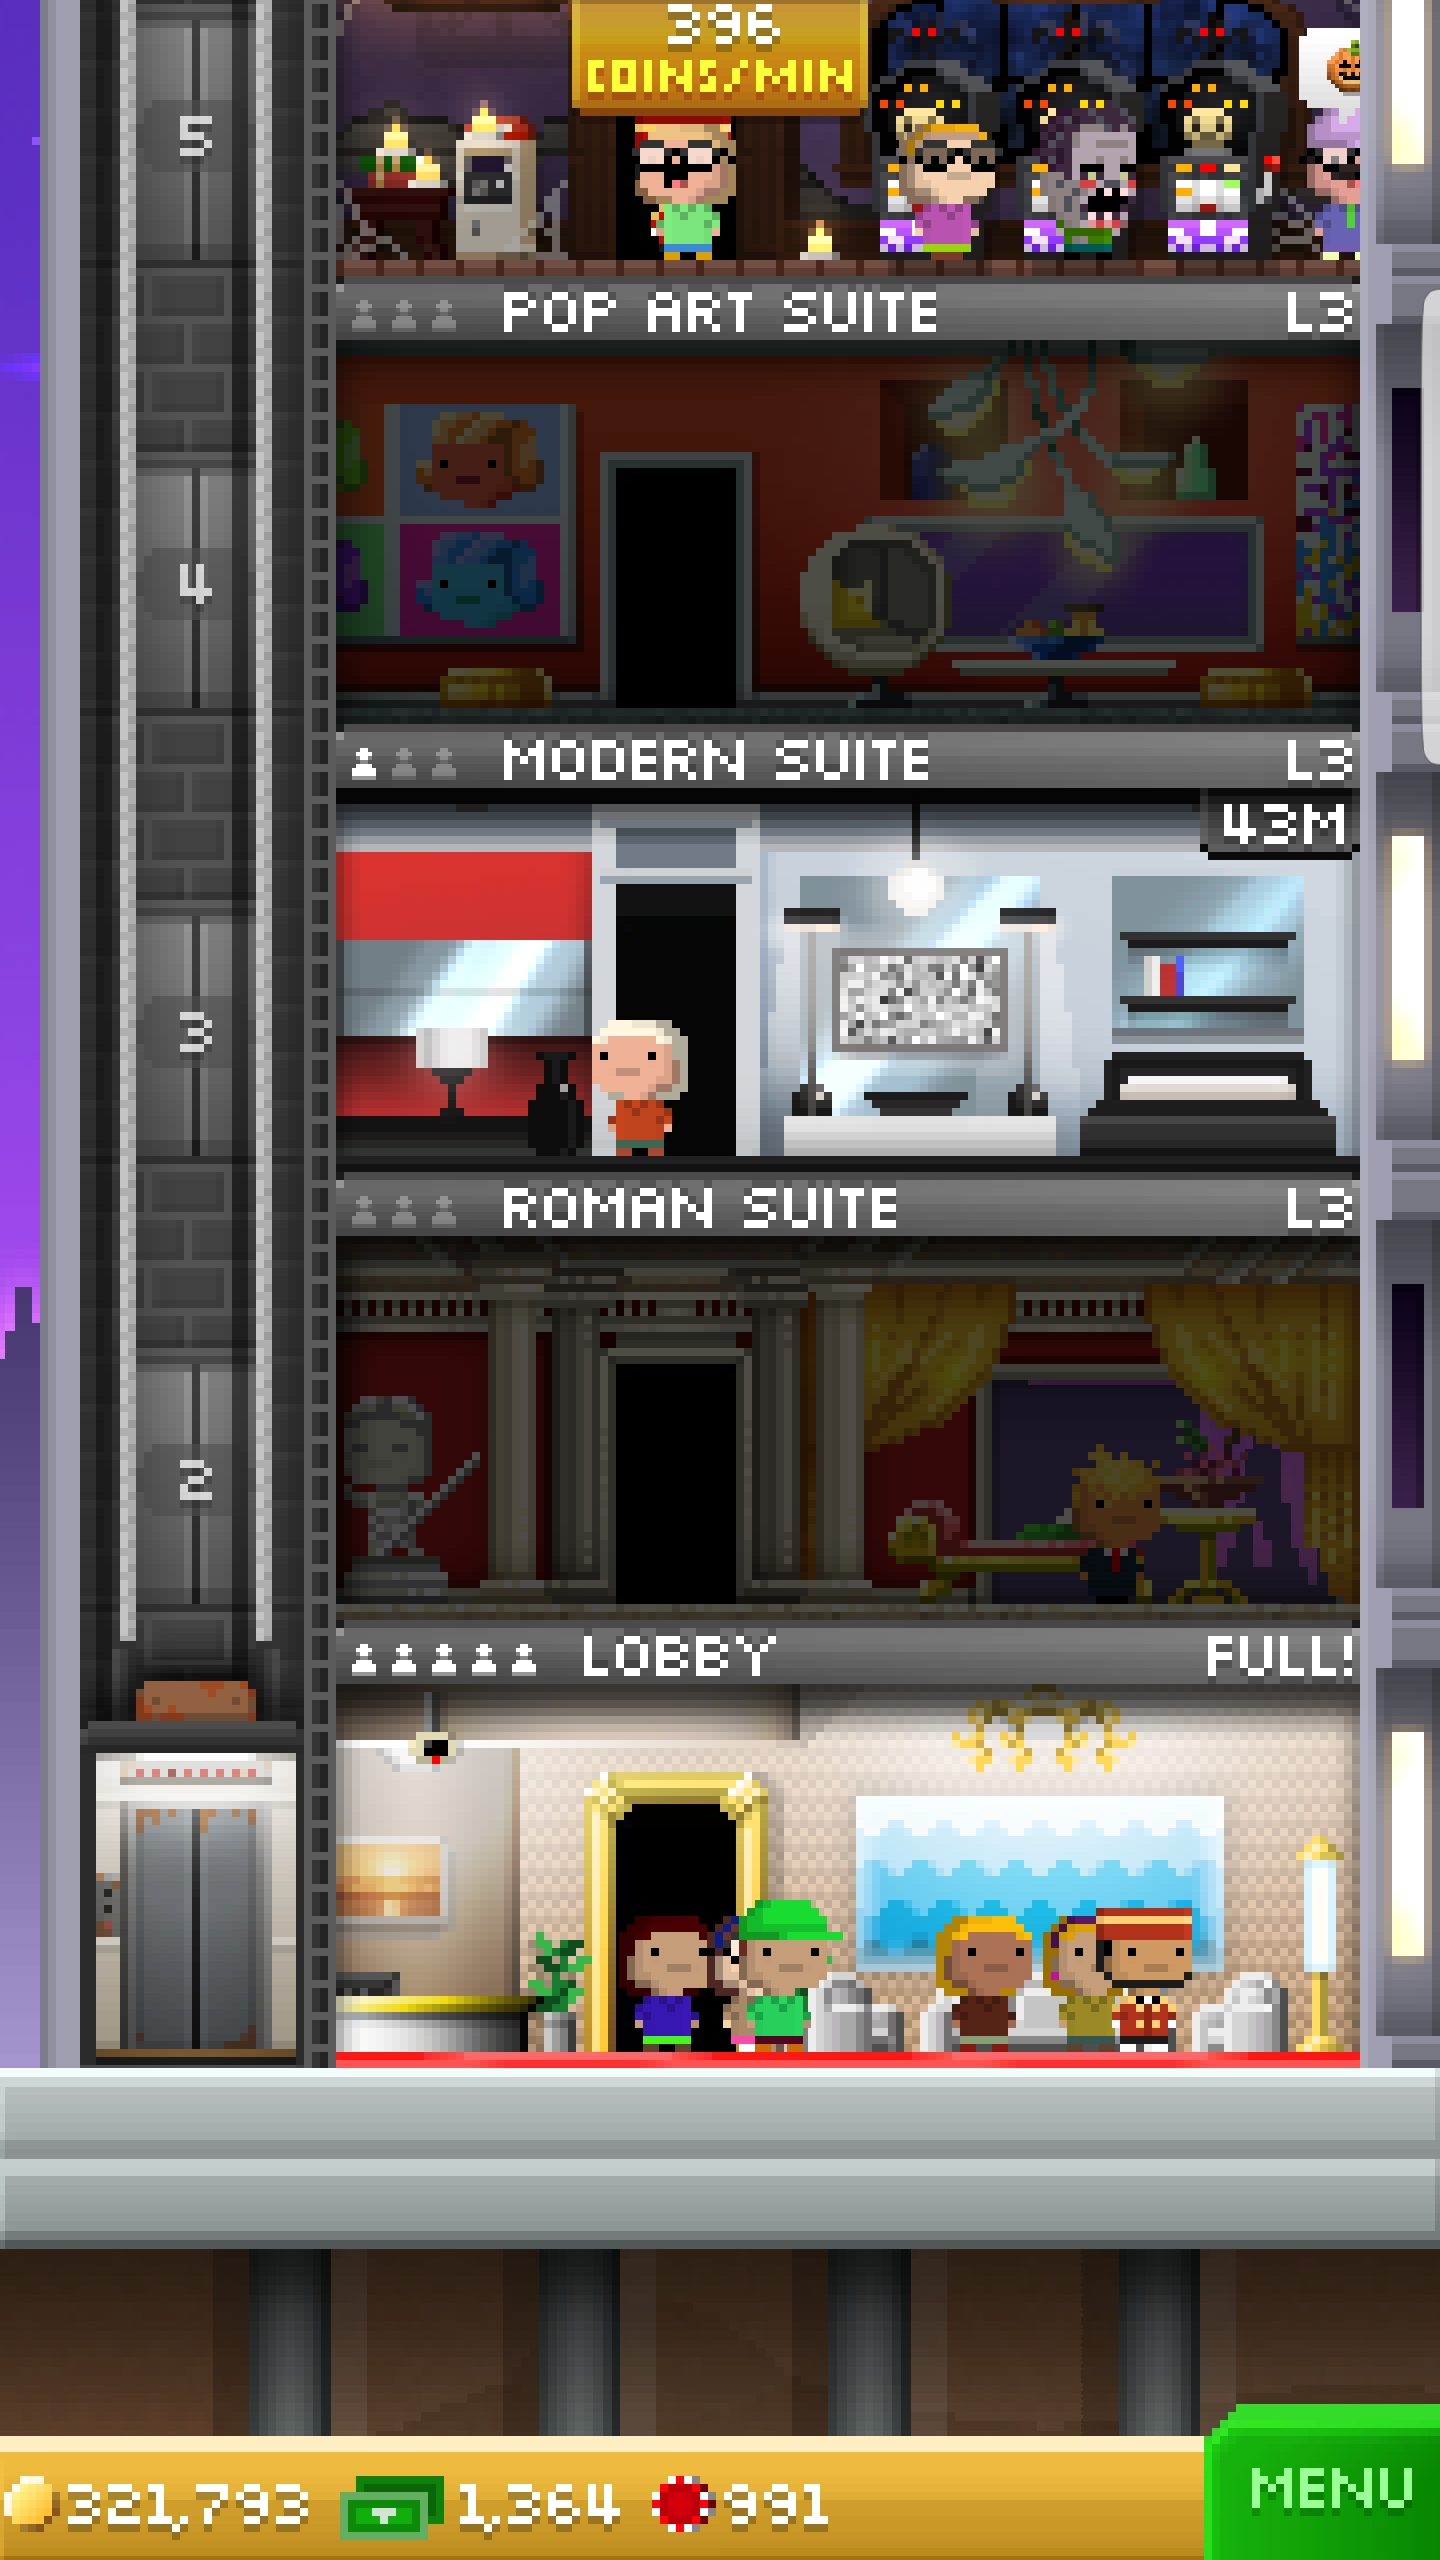 396
COINS/MIN
5
POP ART SUITE L3
4
MODERN SUITE L3
43M
3
ROMAN SUITE L3
2
LOBBY FULL!
321,793 1,364 991 MENU